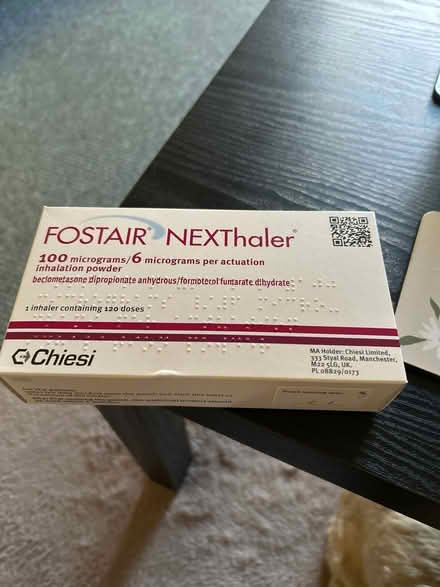 FOSTAIR® NEXThaler®
100 micrograms/6 micrograms per actuation
inhalation powder
beclometasone dipropionate anhydrous/formoterol fumarate dihydrate
1 inhaler containing 120 doses
Chiesi
MA Holder: Chiesi Limited,
333 Styal Road, Manchester,
M22 5LG, UK.
PL 08829/0173